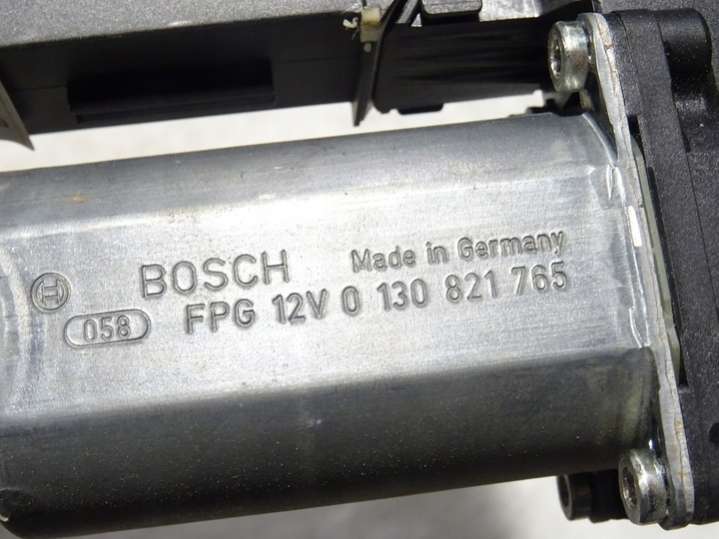 BOSCH Made in Germany
058 FPG 12V 0 130 821 765